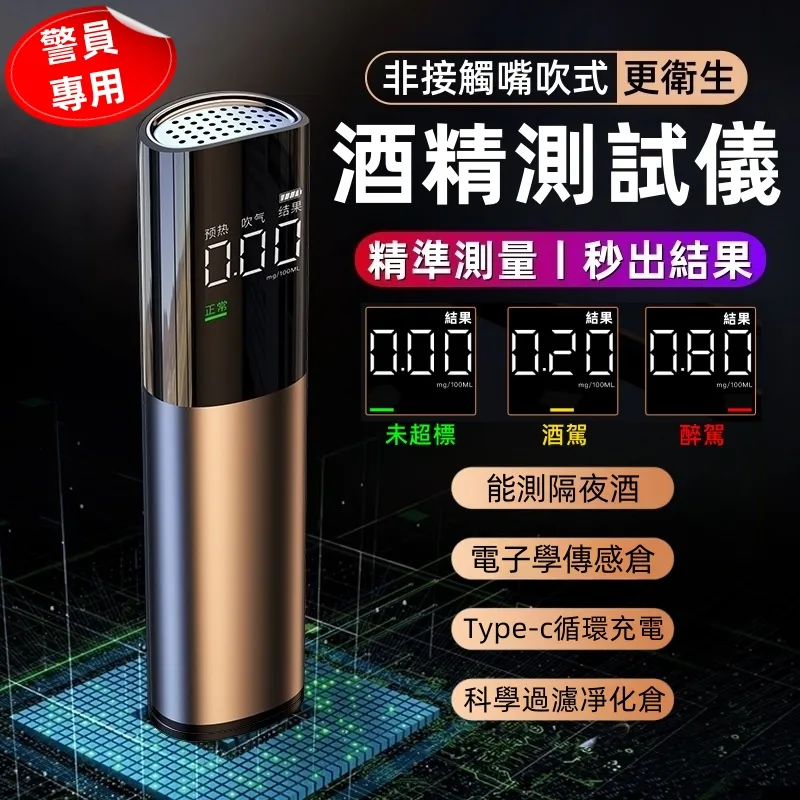 警員
專用
非接觸嘴吹式 更衛生
酒精測試儀
精準測量 | 秒出結果
预热 吹气 结果
0.00
mg/100ML
正常
結果
0.00
mg/100ML
未超標
結果
0.20
mg/100ML
酒駕
結果
0.80
mg/100ML
醉駕
能測隔夜酒
電子學傳感倉
Type-c循環充電
科學過濾凈化倉